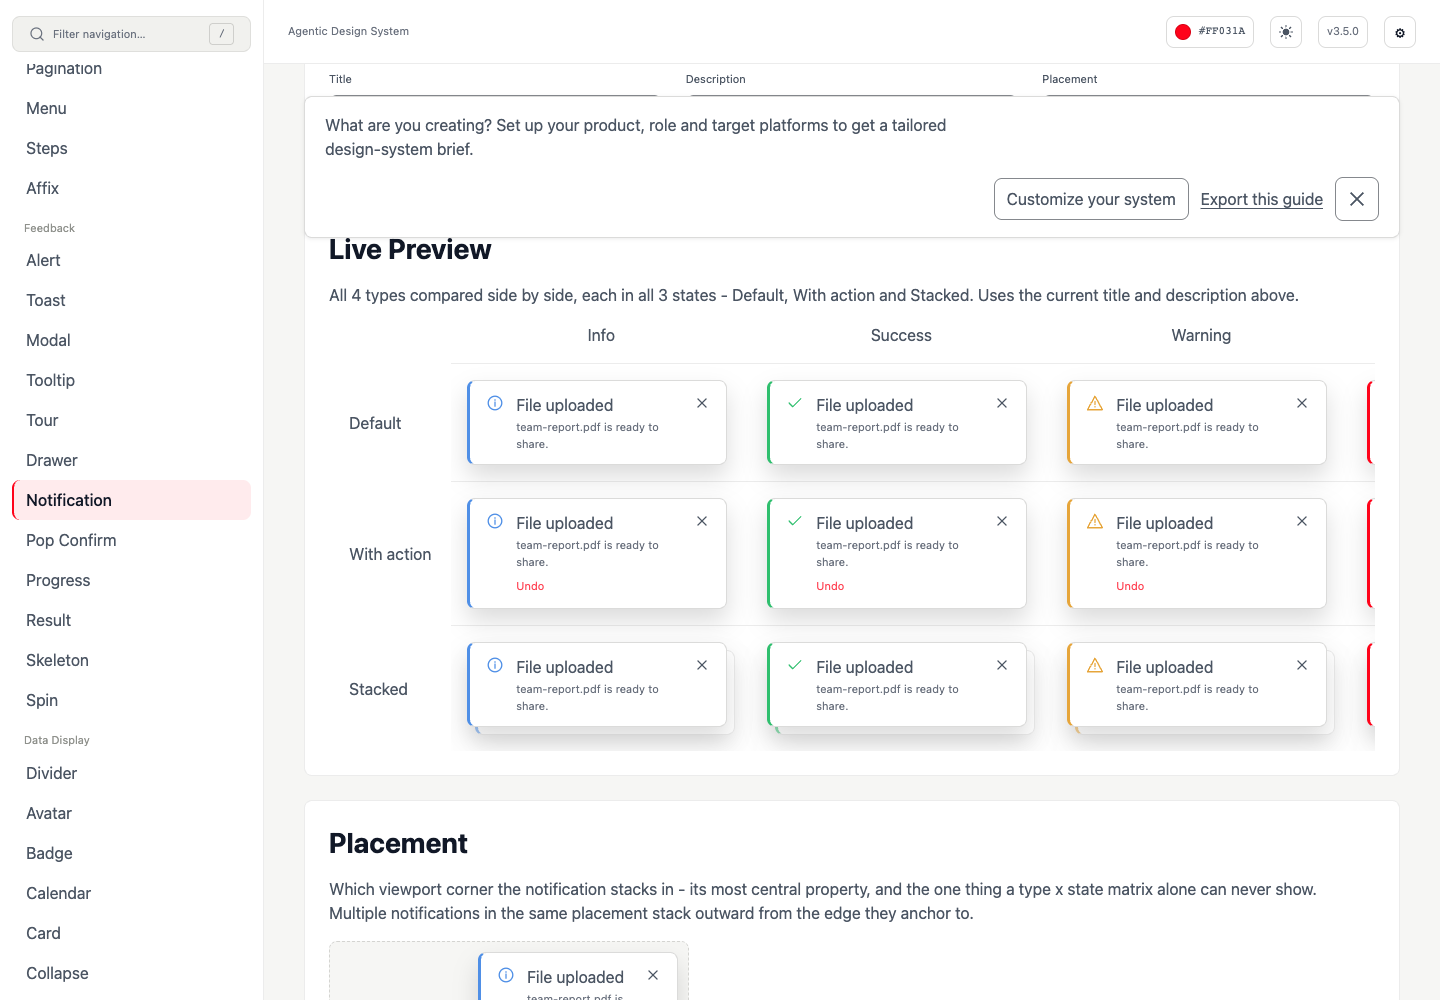 Filter navigation...
/
Pagination
Menu
Steps
Affix
Feedback
Alert
Toast
Modal
Tooltip
Tour
Drawer
Notification
Pop Confirm
Progress
Result
Skeleton
Spin
Data Display
Divider
Avatar
Badge
Calendar
Card
Collapse
Agentic Design System
#FF031A
v3.5.0
Title
Description
Placement
What are you creating? Set up your product, role and target platforms to get a tailored
design-system brief.
Customize your system
Export this guide
Live Preview
All 4 types compared side by side, each in all 3 states - Default, With action and Stacked. Uses the current title and description above.
Info
Success
Warning
Default
File uploaded
team-report.pdf is ready to
share.
File uploaded
team-report.pdf is ready to
share.
File uploaded
team-report.pdf is ready to
share.
With action
File uploaded
team-report.pdf is ready to
share.
Undo
File uploaded
team-report.pdf is ready to
share.
Undo
File uploaded
team-report.pdf is ready to
share.
Undo
Stacked
File uploaded
team-report.pdf is ready to
share.
File uploaded
team-report.pdf is ready to
share.
File uploaded
team-report.pdf is ready to
share.
Placement
Which viewport corner the notification stacks in - its most central property, and the one thing a type x state matrix alone can never show.
Multiple notifications in the same placement stack outward from the edge they anchor to.
File uploaded
team-report.pdf is